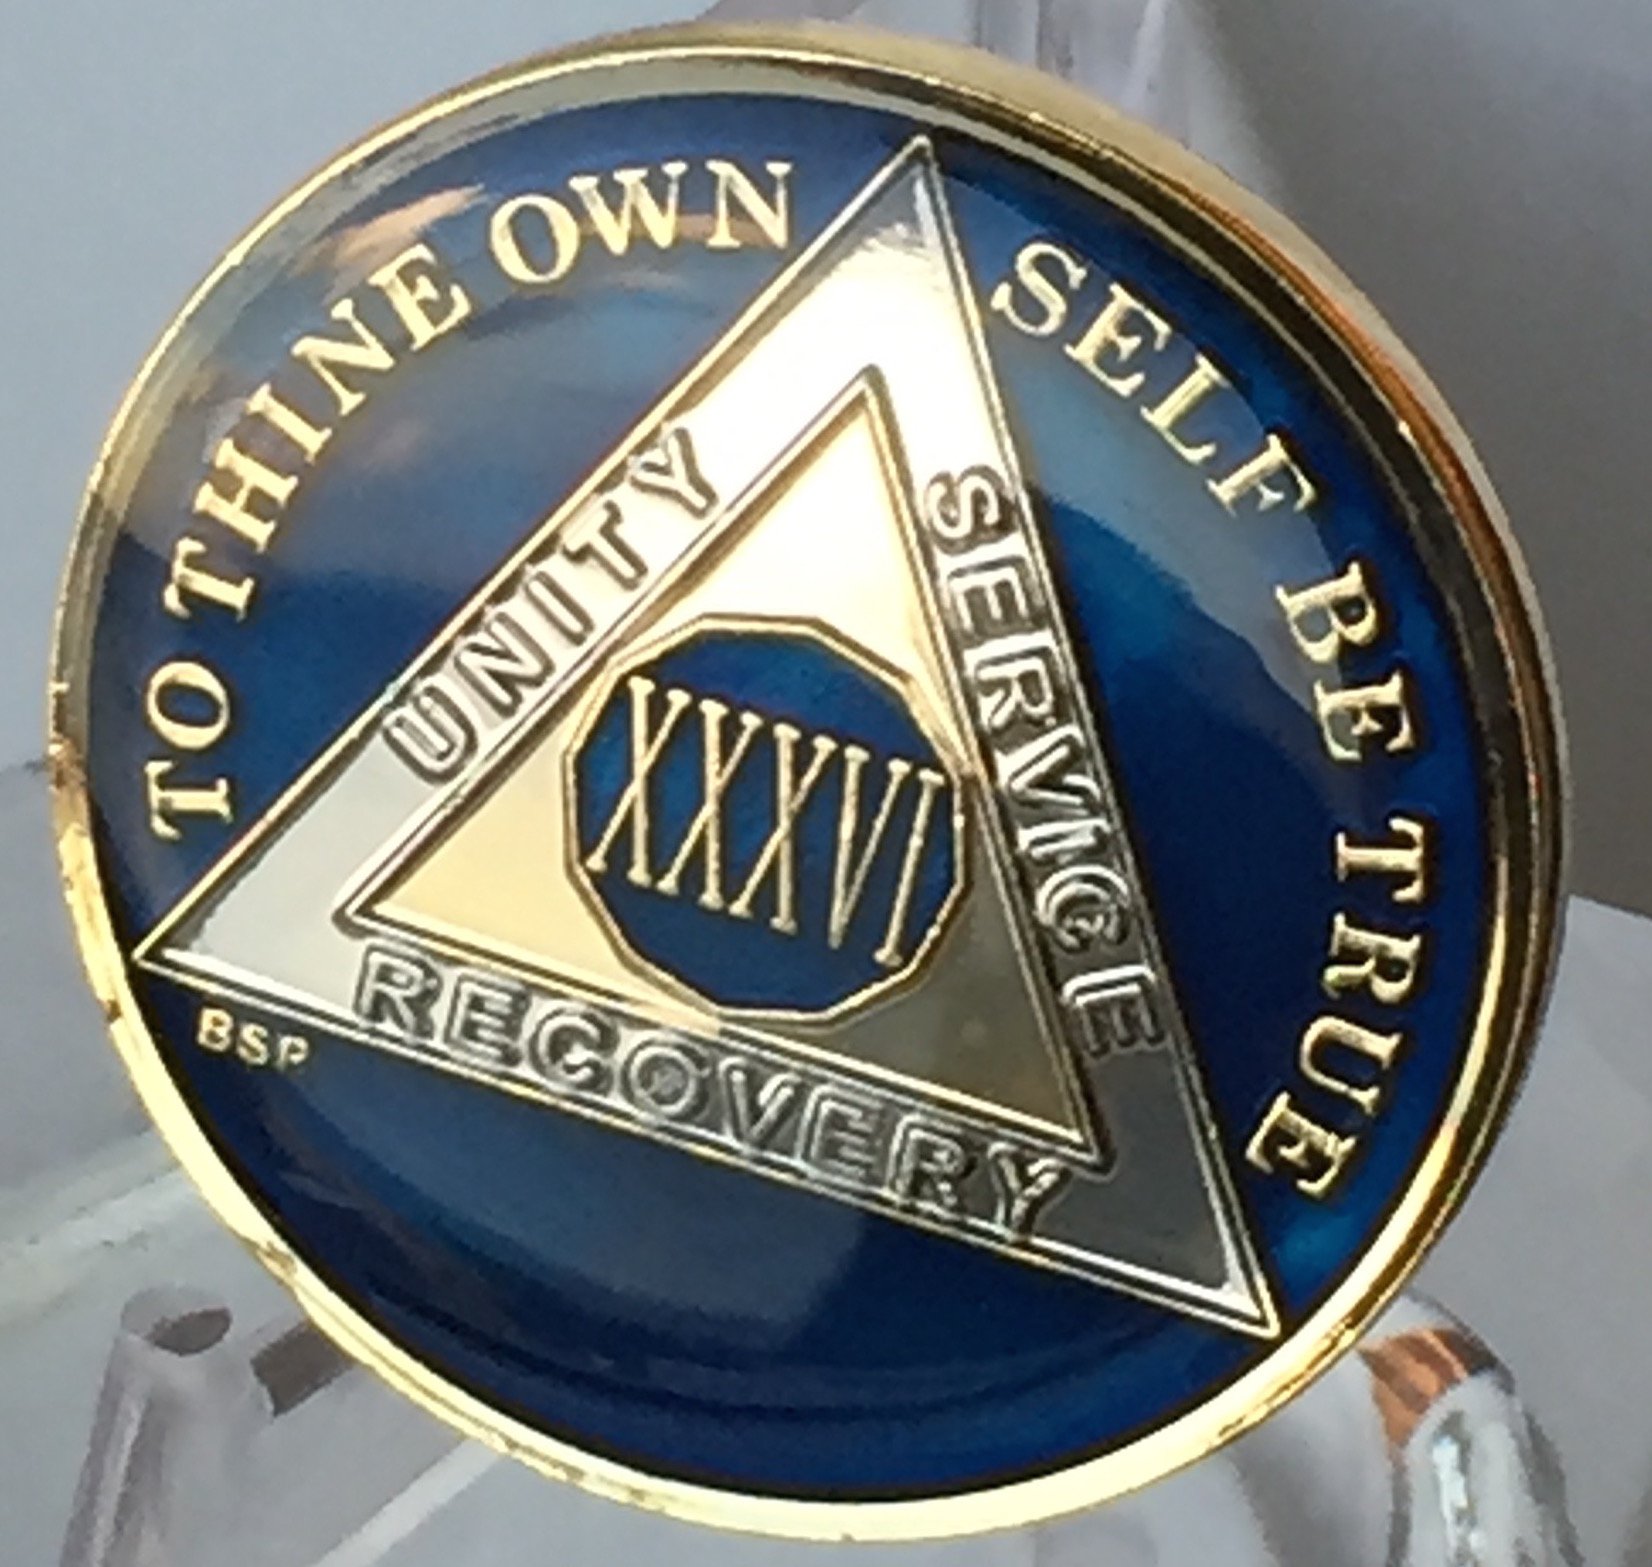 TO THINE OWN SELF BE TRUE
UNITY
SERVICE
RECOVERY
XXXVI
BSP